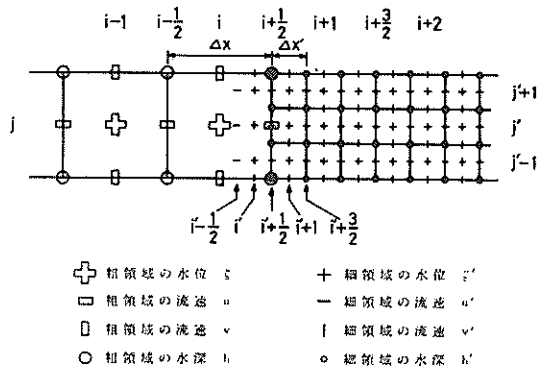 i-1 i-1/2 i i+1/2 i+1 i+3/2 i+2
Δx Δx′
j
j′+1
j′
j′-1
i′-1/2 i′ i′+1/2 i′+1 i′+3/2
粗領域の水位 ζ
粗領域の流速 u
粗領域の流速 v
粗領域の水深 h
細領域の水位 ζ′
細領域の流速 u′
細領域の流速 v′
細領域の水深 h′